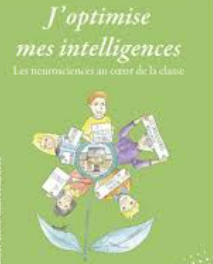 J'optimise
mes intelligences
Les neurosciences au cœur de la classe